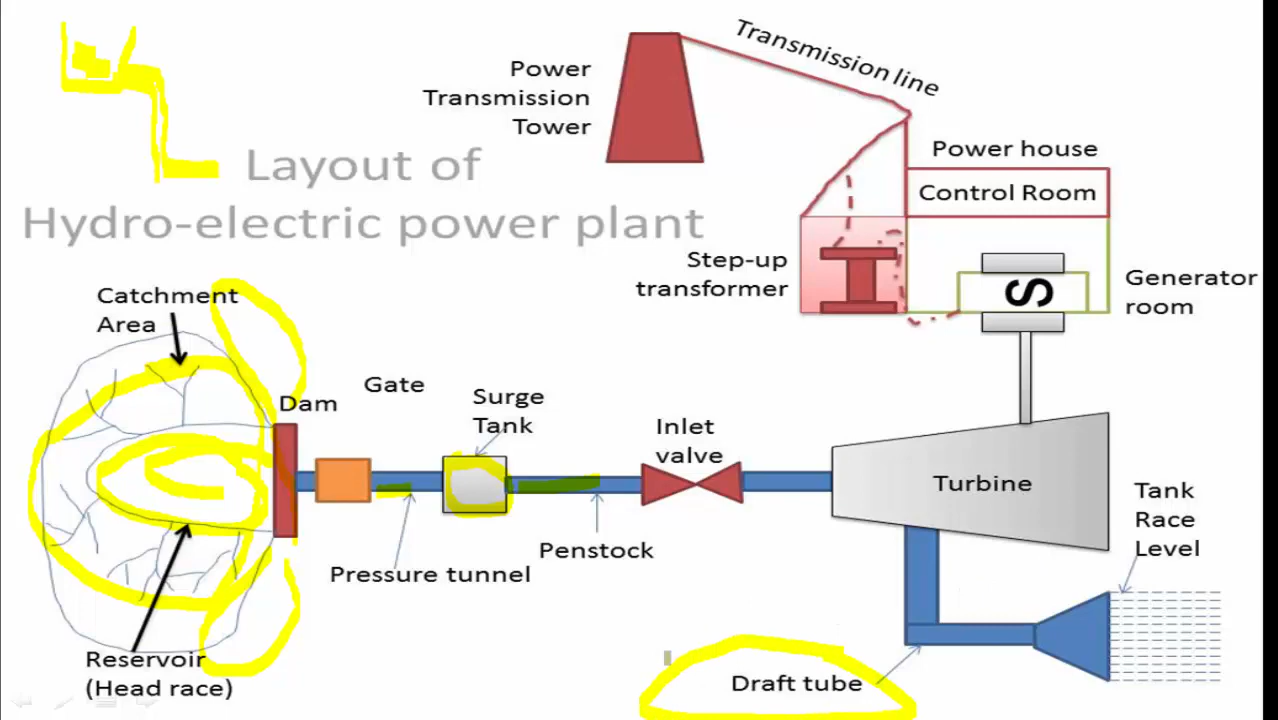 Transmission line
Power
Transmission
Tower
Power house
Control Room
Layout of
Hydro-electric power plant
Step-up
transformer
S
Generator
room
Catchment
Area
Dam
Gate
Surge
Tank
Inlet
valve
Turbine
Tank
Race
Level
Penstock
Pressure tunnel
Reservoir
(Head race)
Draft tube